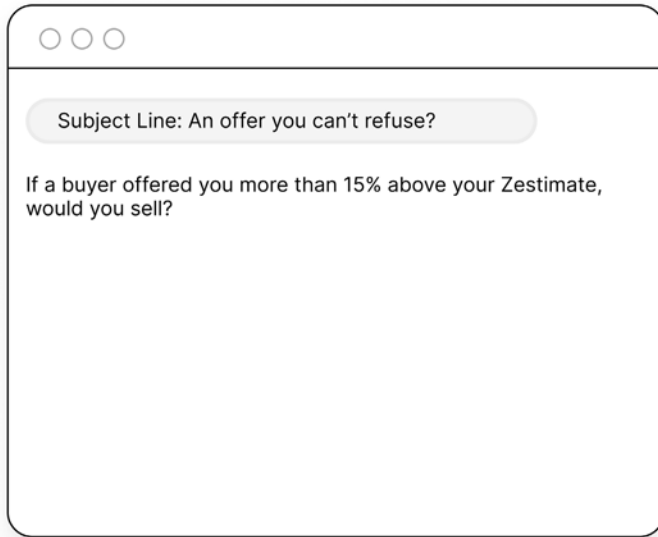 Subject Line: An offer you can’t refuse?
If a buyer offered you more than 15% above your Zestimate,
would you sell?